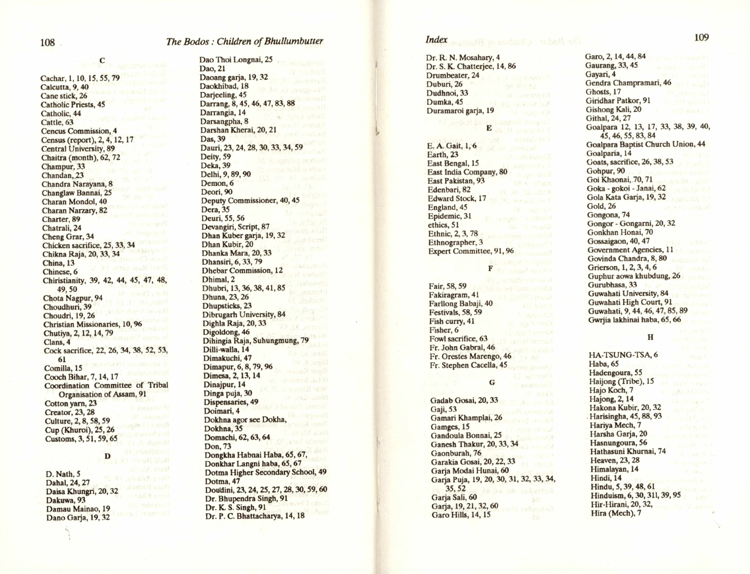 108
The Bodos : Children of Bhullumbutter
C
Cachar, 1, 10, 15, 55, 79
Calcutta, 9, 40
Cane stick, 26
Catholic Priests, 45
Catholic, 44
Cattle, 63
Cencus Commission, 4
Census (report), 2, 4, 12, 17
Central University, 89
Chaitra (month), 62, 72
Champur, 33
Chandan, 23
Chandra Narayana, 8
Changlaw Bannai, 25
Charan Mondol, 40
Charan Narzary, 82
Charter, 89
Chatrali, 24
Cheng Grar, 34
Chicken sacrifice, 25, 33, 34
Chikna Raja, 20, 33, 34
China, 13
Chinese, 6
Chiristianity, 39, 42, 44, 45, 47, 48,
49, 50
Chota Nagpur, 94
Choudhuri, 39
Choudri, 19, 26
Christian Missionaries, 10, 96
Chutiya, 2, 12, 14, 79
Clans, 4
Cock sacrifice, 22, 26, 34, 38, 52, 53,
61
Comilla, 15
Cooch Bihar, 7, 14, 17
Coordination Committee of Tribal
Organisation of Assam, 91
Cotton yarn, 23
Creator, 23, 28
Culture, 2, 8, 58, 59
Cup (Khuroi), 25, 26
Customs, 3, 51, 59, 65
D
D. Nath, 5
Dahal, 24, 27
Daisa Khungri, 20, 32
Dakuwa, 93
Damau Mainao, 19
Dano Garja, 19, 32
Dao Thoi Longnai, 25
Dao, 21
Daoang garja, 19, 32
Daokhibad, 18
Darjeeling, 45
Darrang, 8, 45, 46, 47, 83, 88
Darrangia, 14
Darsangpha, 8
Darshan Kherai, 20, 21
Das, 39
Dauri, 23, 24, 28, 30, 33, 34, 59
Deity, 59
Deka, 39
Delhi, 9, 89, 90
Demon, 6
Deori, 90
Deputy Commissioner, 40, 45
Dera, 35
Deuri, 55, 56
Devangiri, Script, 87
Dhan Kuber garja, 19, 32
Dhan Kubir, 20
Dhanka Mara, 20, 33
Dhansiri, 6, 33, 79
Dhebar Commission, 12
Dhimal, 2
Dhubri, 13, 36, 38, 41, 85
Dhuna, 23, 26
Dhupsticks, 23
Dibrugarh University, 84
Dighla Raja, 20, 33
Digoldong, 46
Dihingia Raja, Suhungmung, 79
Dilli-walla, 14
Dimakuchi, 47
Dimapur, 6, 8, 79, 96
Dimesa, 2, 13, 14
Dinajpur, 14
Dinga puja, 30
Dispensaries, 49
Doimari, 4
Dokhna agor see Dokha,
Dokhna, 35
Domachi, 62, 63, 64
Don, 73
Dongkha Habnai Haba, 65, 67,
Donkhar Langni haba, 65, 67
Dotma Higher Secondary School, 49
Dotma, 47
Doudini, 23, 24, 25, 27, 28, 30, 59, 60
Dr. Bhupendra Singh, 91
Dr. K. S. Singh, 91
Dr. P. C. Bhattacharya, 14, 18
Index
109
Dr. R. N. Mosahary, 4
Dr. S. K. Chatterjee, 14, 86
Drumbeater, 24
Duburi, 26
Dudhnoi, 33
Dumka, 45
Duramaroi garja, 19
E
E. A. Gait, 1, 6
Earth, 23
East Bengal, 15
East India Company, 80
East Pakistan, 93
Edenbari, 82
Edward Stock, 17
England, 45
Epidemic, 31
ethics, 51
Ethnic, 2, 3, 78
Ethnographer, 3
Expert Committee, 91, 96
F
Fair, 58, 59
Fakiragram, 41
Farllong Babaji, 40
Festivals, 58, 59
Fish curry, 41
Fisher, 6
Fowl sacrifice, 63
Fr. John Gabral, 46
Fr. Orestes Marengo, 46
Fr. Stephen Cacella, 45
G
Gadab Gosai, 20, 33
Gaji, 53
Gamari Khamplai, 26
Gamges, 15
Gandoula Bonnai, 25
Ganesh Thakur, 20, 33, 34
Gaonburah, 76
Garakia Gosai, 20, 22, 33
Garja Modai Hunai, 60
Garja Puja, 19, 20, 30, 31, 32, 33, 34,
35, 52
Garja Sali, 60
Garja, 19, 21, 32, 60
Garo Hills, 14, 15
Garo, 2, 14, 44, 84
Gaurang, 33, 45
Gayari, 4
Gendra Champramari, 46
Ghosts, 17
Giridhar Patkor, 91
Gishong Kali, 20
Githal, 24, 27
Goalpara 12, 13, 17, 33, 38, 39, 40,
45, 46, 55, 83, 84
Goalpara Baptist Church Union, 44
Goalparia, 14
Goats, sacrifice, 26, 38, 53
Gohpur, 90
Goi Khaonai, 70, 71
Goka - gokoi - Janai, 62
Gola Kata Garja, 19, 32
Gold, 26
Gongona, 74
Gongor - Gongarni, 20, 32
Gonkhan Honai, 70
Gossaigaon, 40, 47
Government Agencies, 11
Govinda Chandra, 8, 80
Grierson, 1, 2, 3, 4, 6
Guphur aowa khubdung, 26
Gurubhasa, 33
Guwahati University, 84
Guwahati High Court, 91
Guwahati, 9, 44, 46, 47, 85, 89
Gwrjia lakhinai haba, 65, 66
H
HA-TSUNG-TSA, 6
Haba, 65
Hadengoura, 55
Haijong (Tribe), 15
Hajo Koch, 7
Hajong, 2, 14
Hakona Kubir, 20, 32
Harisingha, 45, 88, 93
Hariya Mech, 7
Harsha Garja, 20
Hasnungoura, 56
Hathasuni Khurnai, 74
Heaven, 23, 28
Himalayan, 14
Hindi, 14
Hindu, 5, 39, 48, 61
Hinduism, 6, 30, 311, 39, 95
Hir-Hirani, 20, 32,
Hira (Mech), 7